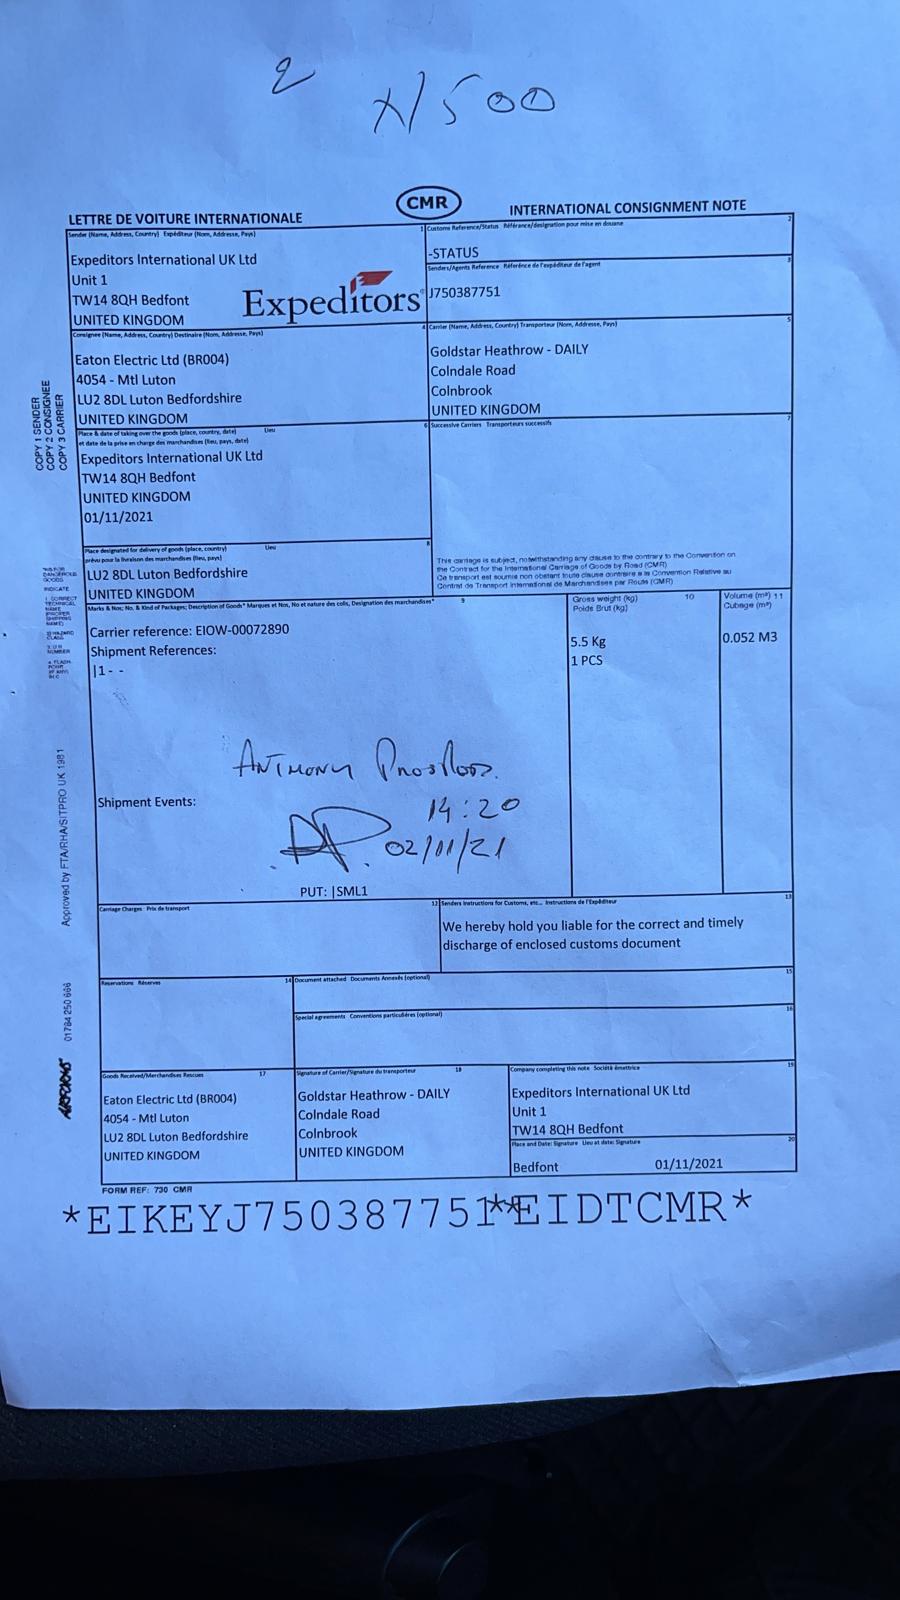 2
x/500
CMR
LETTRE DE VOITURE INTERNATIONALE
INTERNATIONAL CONSIGNMENT NOTE
Sender (Name, Address, Country) Expéditeur (Nom, Adresse, Pays) 1
Expeditors International UK Ltd
Unit 1
TW14 8QH Bedfont
UNITED KINGDOM
Expeditors
Customs Reference/Status Référence/désignation pour mise en douane 2
-STATUS
Senders/Agents Reference Référence de l'expéditeur de l'agent 3
J750387751
Consignee (Name, Address, Country) Destinaire (Nom, Addresse, Pays) 4
Eaton Electric Ltd (BR004)
4054 - Mtl Luton
LU2 8DL Luton Bedfordshire
UNITED KINGDOM
Carrier (Name, Address, Country) Transporteur (Nom, Addresse, Pays) 5
Goldstar Heathrow - DAILY
Colndale Road
Colnbrook
UNITED KINGDOM
COPY 1 SENDER
COPY 2 CONSIGNEE
COPY 3 CARRIER
Place & date of taking over the goods (place, country, date) Lieu 6
et date de la prise en charge des marchandises (lieu, pays, date)
Expeditors International UK Ltd
TW14 8QH Bedfont
UNITED KINGDOM
01/11/2021
Successive Carriers Transporteurs successifs 7
Place designated for delivery of goods (place, country) Lieu 8
prévu pour la livraison des marchandises (lieu, pays)
LU2 8DL Luton Bedfordshire
UNITED KINGDOM
This carriage is subject, notwithstanding any clause to the contrary to the Convention on
the Contract for the International Carriage of Goods by Road (CMR)
Ce transport est soumis non obstant toute clause contraire a la Convention Relative au
Contrat de Transport International de Marchandises par Route (CMR)
Marks & Nos; No, & Kind of Packages; Description of Goods* Marques et Nos, No et nature des colis, Designation des marchandises* 9
Gross weight (kg) 10
Poids Brut (kg)
Volume (m³) 11
Cubage (m³)
Carrier reference: EIOW-00072890
Shipment References:
|1 - -
5.5 Kg
1 PCS
0.052 M3
Anthony
14:20
Shipment Events:
AP. 02/11/21
PUT: |SML1
Approved by FTA/RHA/SITPRO UK 1981
01784 250 666
Carriage Charges Prix de transport 12
Senders Instructions for Customs, etc... Instructions de l'Expéditeur 13
We hereby hold you liable for the correct and timely
discharge of enclosed customs document
Reservations Réserves 14
Document attached Documents Annexés (optional) 15
Special agreements Conventions particulières (optional) 16
Goods Received/Merchandises Rescues 17
Eaton Electric Ltd (BR004)
4054 - Mtl Luton
LU2 8DL Luton Bedfordshire
UNITED KINGDOM
Signature of Carrier/Signature du transporteur 18
Goldstar Heathrow - DAILY
Colndale Road
Colnbrook
UNITED KINGDOM
Company completing this note Société émettrice 19
Expeditors International UK Ltd
Unit 1
TW14 8QH Bedfont
Place and Date: Signature Lieu at date: Signature 20
Bedfont 01/11/2021
FORM REF: 730 CMR
*EIKEYJ750387751**EIDTCMR*